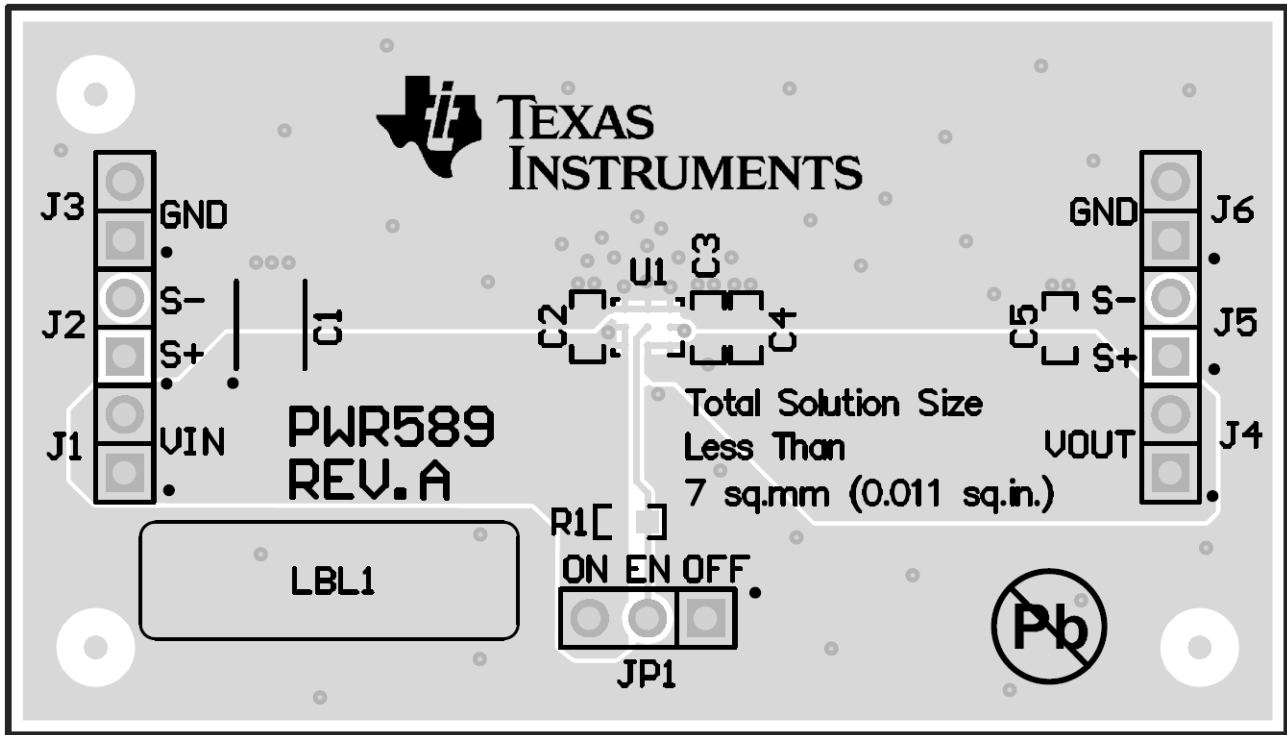 TEXAS
INSTRUMENTS
J3
GND
J2
S-
S+
J1
VIN
C1
C2
U1
C3
C4
C5
GND
J6
S-
J5
S+
VOUT
J4
PWR589
REV.A
Total Solution Size
Less Than
7 sq.mm (0.011 sq.in.)
R1
ON EN OFF
LBL1
JP1
Pb